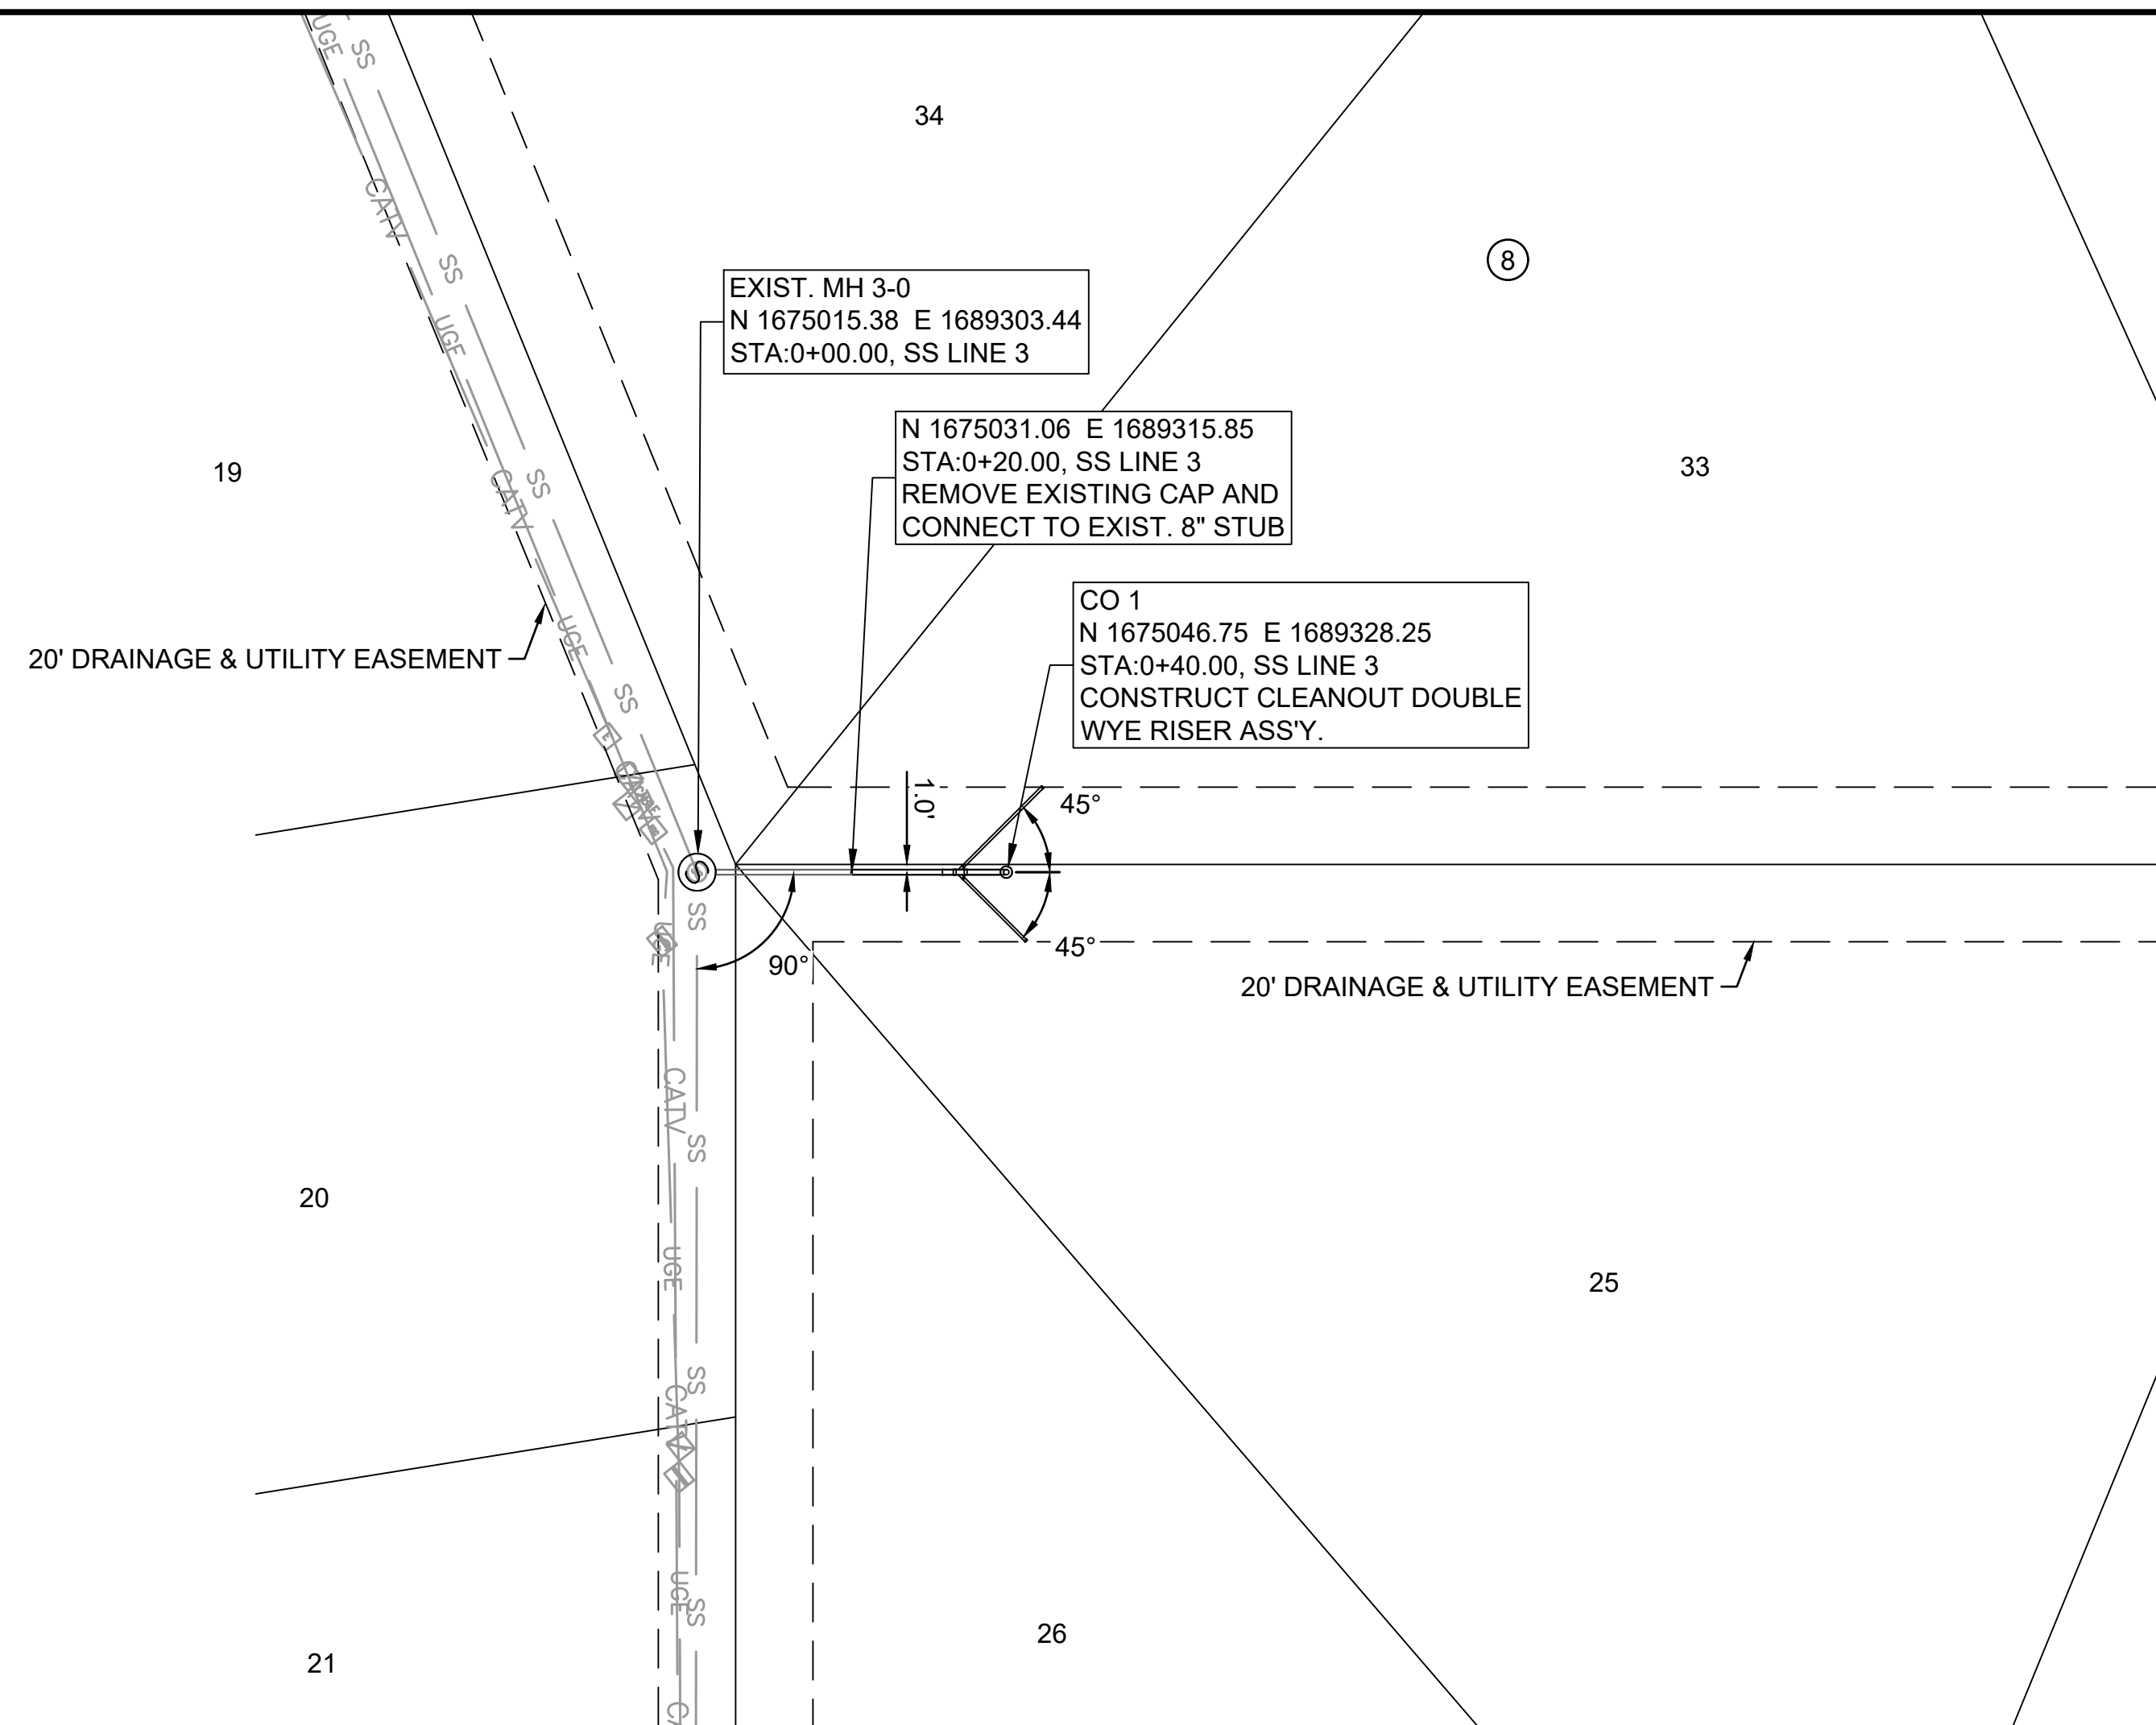 UGE
SS
34
CATV
8
SS
EXIST. MH 3-0
N 1675015.38  E 1689303.44
STA:0+00.00, SS LINE 3
UGE
N 1675031.06  E 1689315.85
STA:0+20.00, SS LINE 3
REMOVE EXISTING CAP AND
CONNECT TO EXIST. 8" STUB
19
33
CATV
SS
CO 1
N 1675046.75  E 1689328.25
STA:0+40.00, SS LINE 3
CONSTRUCT CLEANOUT DOUBLE
WYE RISER ASS'Y.
UGE
20' DRAINAGE & UTILITY EASEMENT
SS
1.0'
45°
S
SS
UGE
45°
90°
20' DRAINAGE & UTILITY EASEMENT
CATV
SS
20
UGE
25
SS
CATV
UGE
SS
26
21